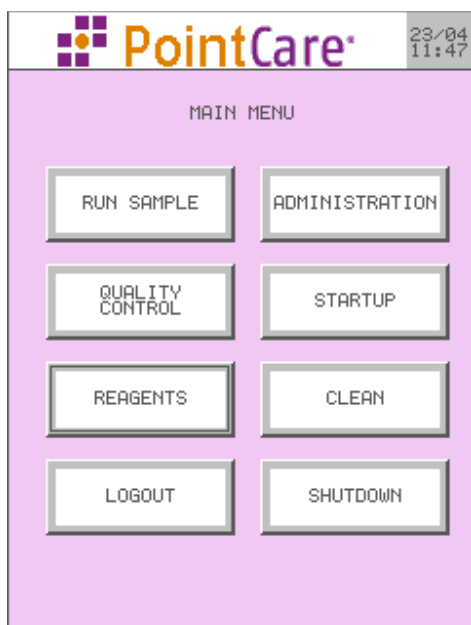 PointCare
23/04
11:47
MAIN MENU
RUN SAMPLE
ADMINISTRATION
QUALITY
CONTROL
STARTUP
REAGENTS
CLEAN
LOGOUT
SHUTDOWN